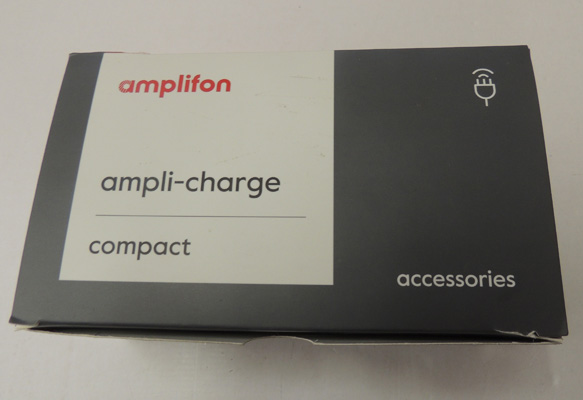 amplifon
ampli-charge
compact
accessories